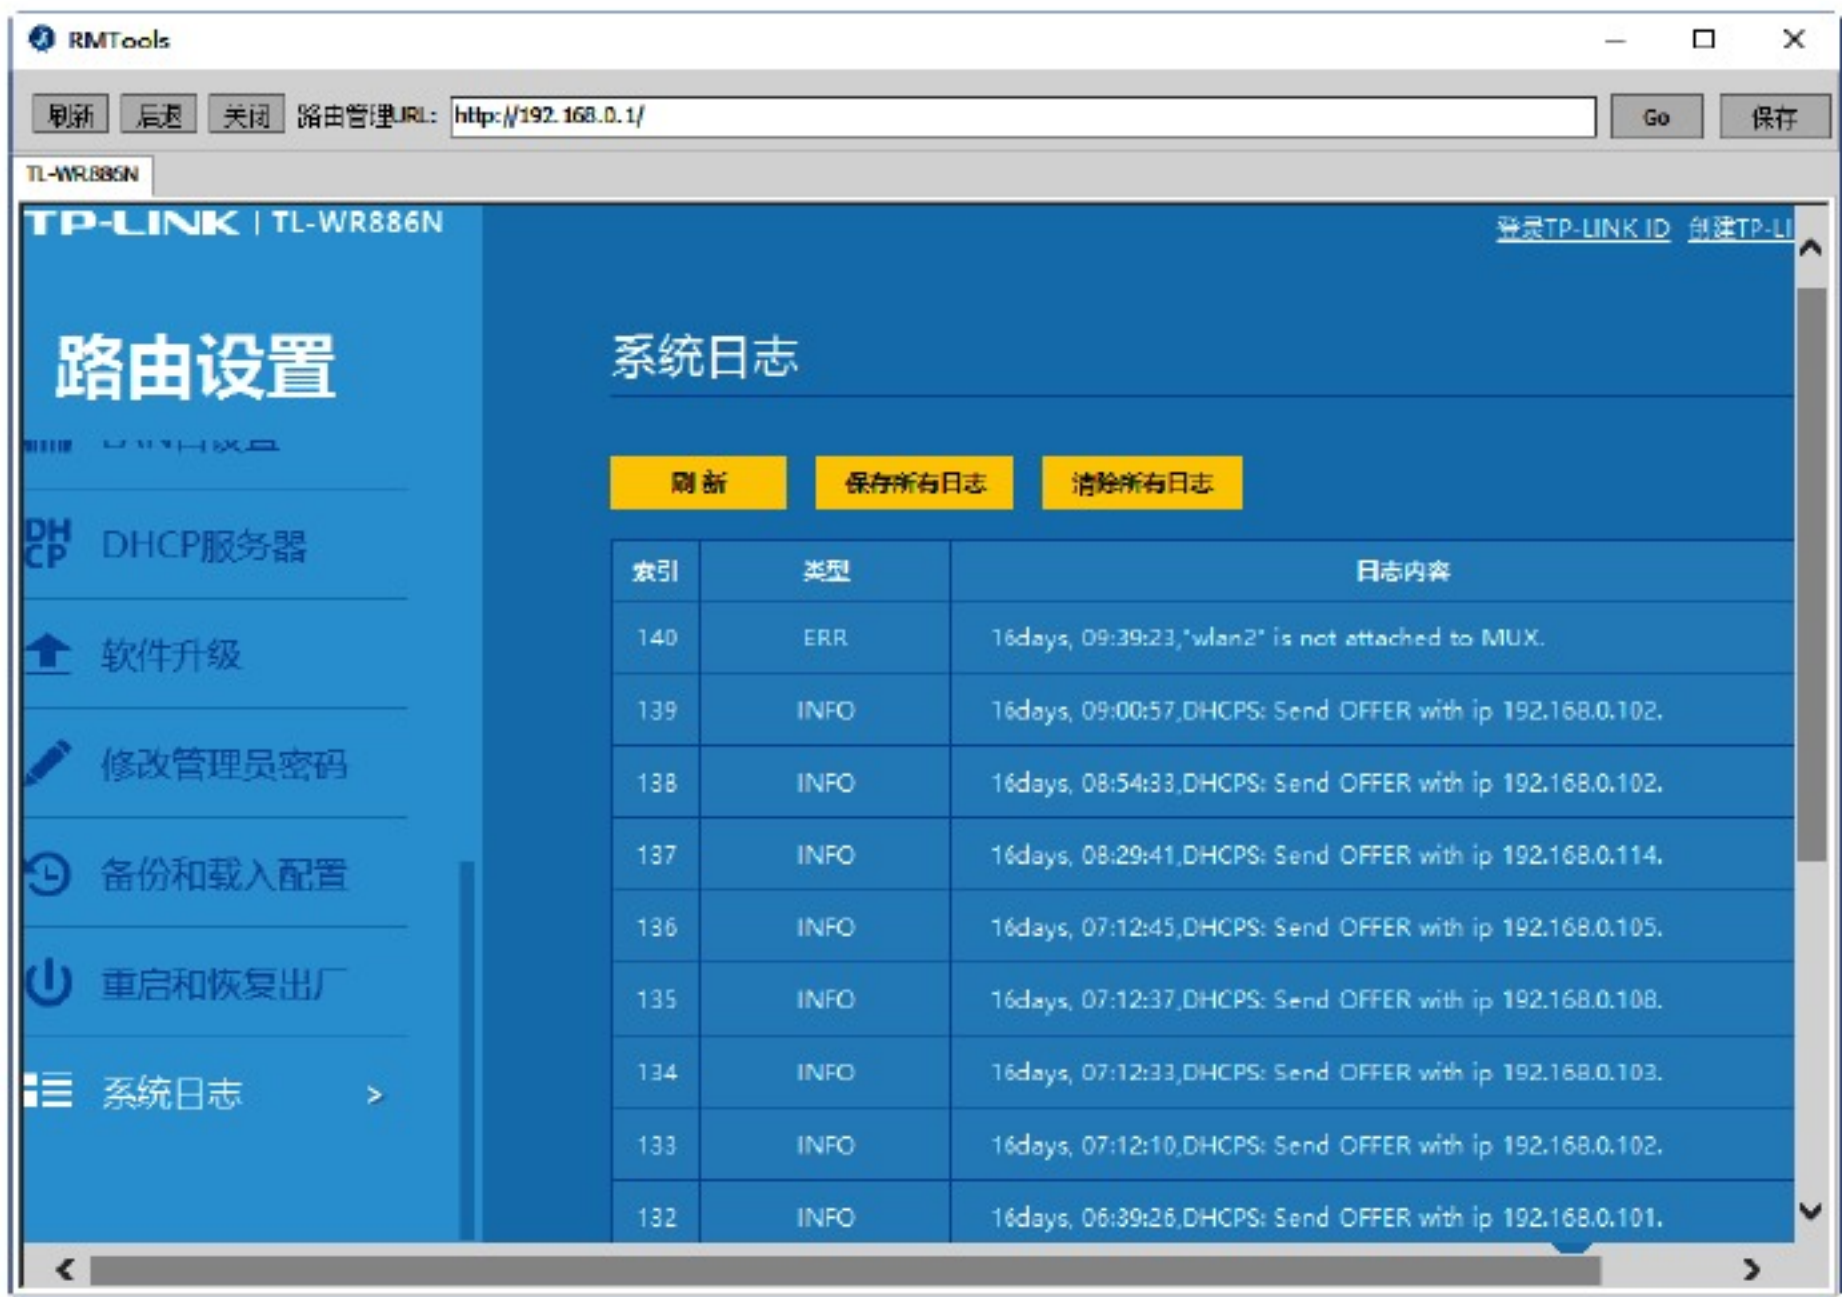 RMTools
刷新 后退 关闭 路由管理URL: http://192.168.0.1/ Go 保存
TL-WR886N
TP-LINK | TL-WR886N
登录TP-LINK ID 创建TP-LI
路由设置
LAN口设置
DHCP服务器
软件升级
修改管理员密码
备份和载入配置
重启和恢复出厂
系统日志 >
系统日志
刷 新 保存所有日志 清除所有日志
索引 类型 日志内容
140 ERR 16days, 09:39:23,"wlan2" is not attached to MUX.
139 INFO 16days, 09:00:57,DHCPS: Send OFFER with ip 192.168.0.102.
138 INFO 16days, 08:54:33,DHCPS: Send OFFER with ip 192.168.0.102.
137 INFO 16days, 08:29:41,DHCPS: Send OFFER with ip 192.168.0.114.
136 INFO 16days, 07:12:45,DHCPS: Send OFFER with ip 192.168.0.105.
135 INFO 16days, 07:12:37,DHCPS: Send OFFER with ip 192.168.0.108.
134 INFO 16days, 07:12:33,DHCPS: Send OFFER with ip 192.168.0.103.
133 INFO 16days, 07:12:10,DHCPS: Send OFFER with ip 192.168.0.102.
132 INFO 16days, 06:39:26,DHCPS: Send OFFER with ip 192.168.0.101.